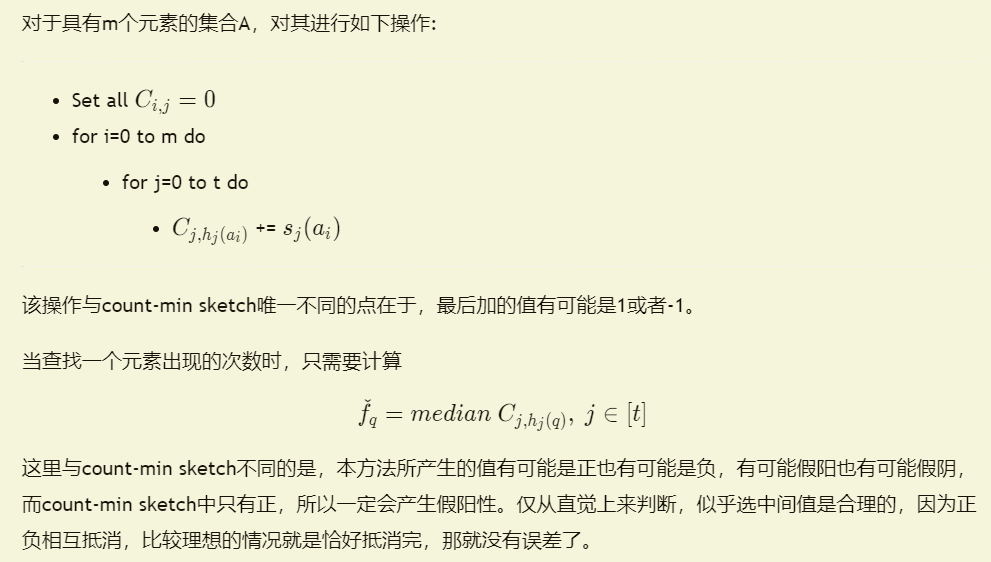 对于具有m个元素的集合A，对其进行如下操作:
• Set all $C_{i,j} = 0$
• for i=0 to m do
• for j=0 to t do
• $C_{j,h_j(a_i)}$ += $s_j(a_i)$
该操作与count-min sketch唯一不同的点在于，最后加的值有可能是1或者-1。
当查找一个元素出现的次数时，只需要计算
$\check{f}_q = median\ C_{j,h_j(q)},\ j \in [t]$
这里与count-min sketch不同的是，本方法所产生的值有可能是正也有可能是负，有可能假阳也有可能假阴，
而count-min sketch中只有正，所以一定会产生假阳性。仅从直觉上来判断，似乎选中间值是合理的，因为正
负相互抵消，比较理想的情况就是恰好抵消完，那就没有误差了。